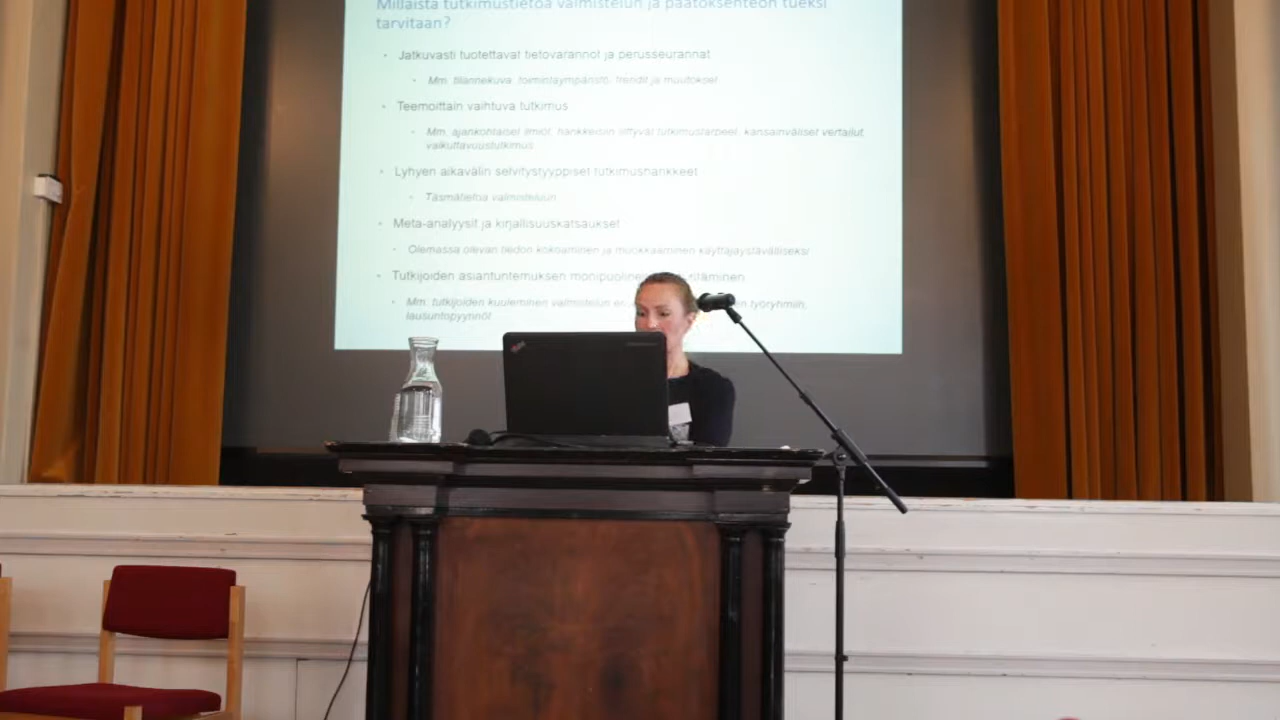 Millaista tutkimustietoa valmistelun ja päätöksenteon tueksi
tarvitaan?
Jatkuvasti tuotettavat tietovarannot ja perusseurannat
Mm. tilannekuva, toimintaympäristö, trendit ja muutokset
Teemoittain vaihtuva tutkimus
Mm. ajankohtaiset ilmiöt, hankkeisiin liittyvät tutkimustarpeet, kansainväliset vertailut,
vaikuttavuustutkimus
Lyhyen aikavälin selvitystyyppiset tutkimushankkeet
Täsmätietoa valmisteluun
Meta-analyysit ja kirjallisuuskatsaukset
Olemassa olevan tiedon kokoaminen ja muokkaaminen käyttäjäystävälliseksi
Tutkijoiden asiantuntemuksen
Mm. tutkijoiden kuuleminen valmistelun työryhmiin,
lausuntopyynnöt